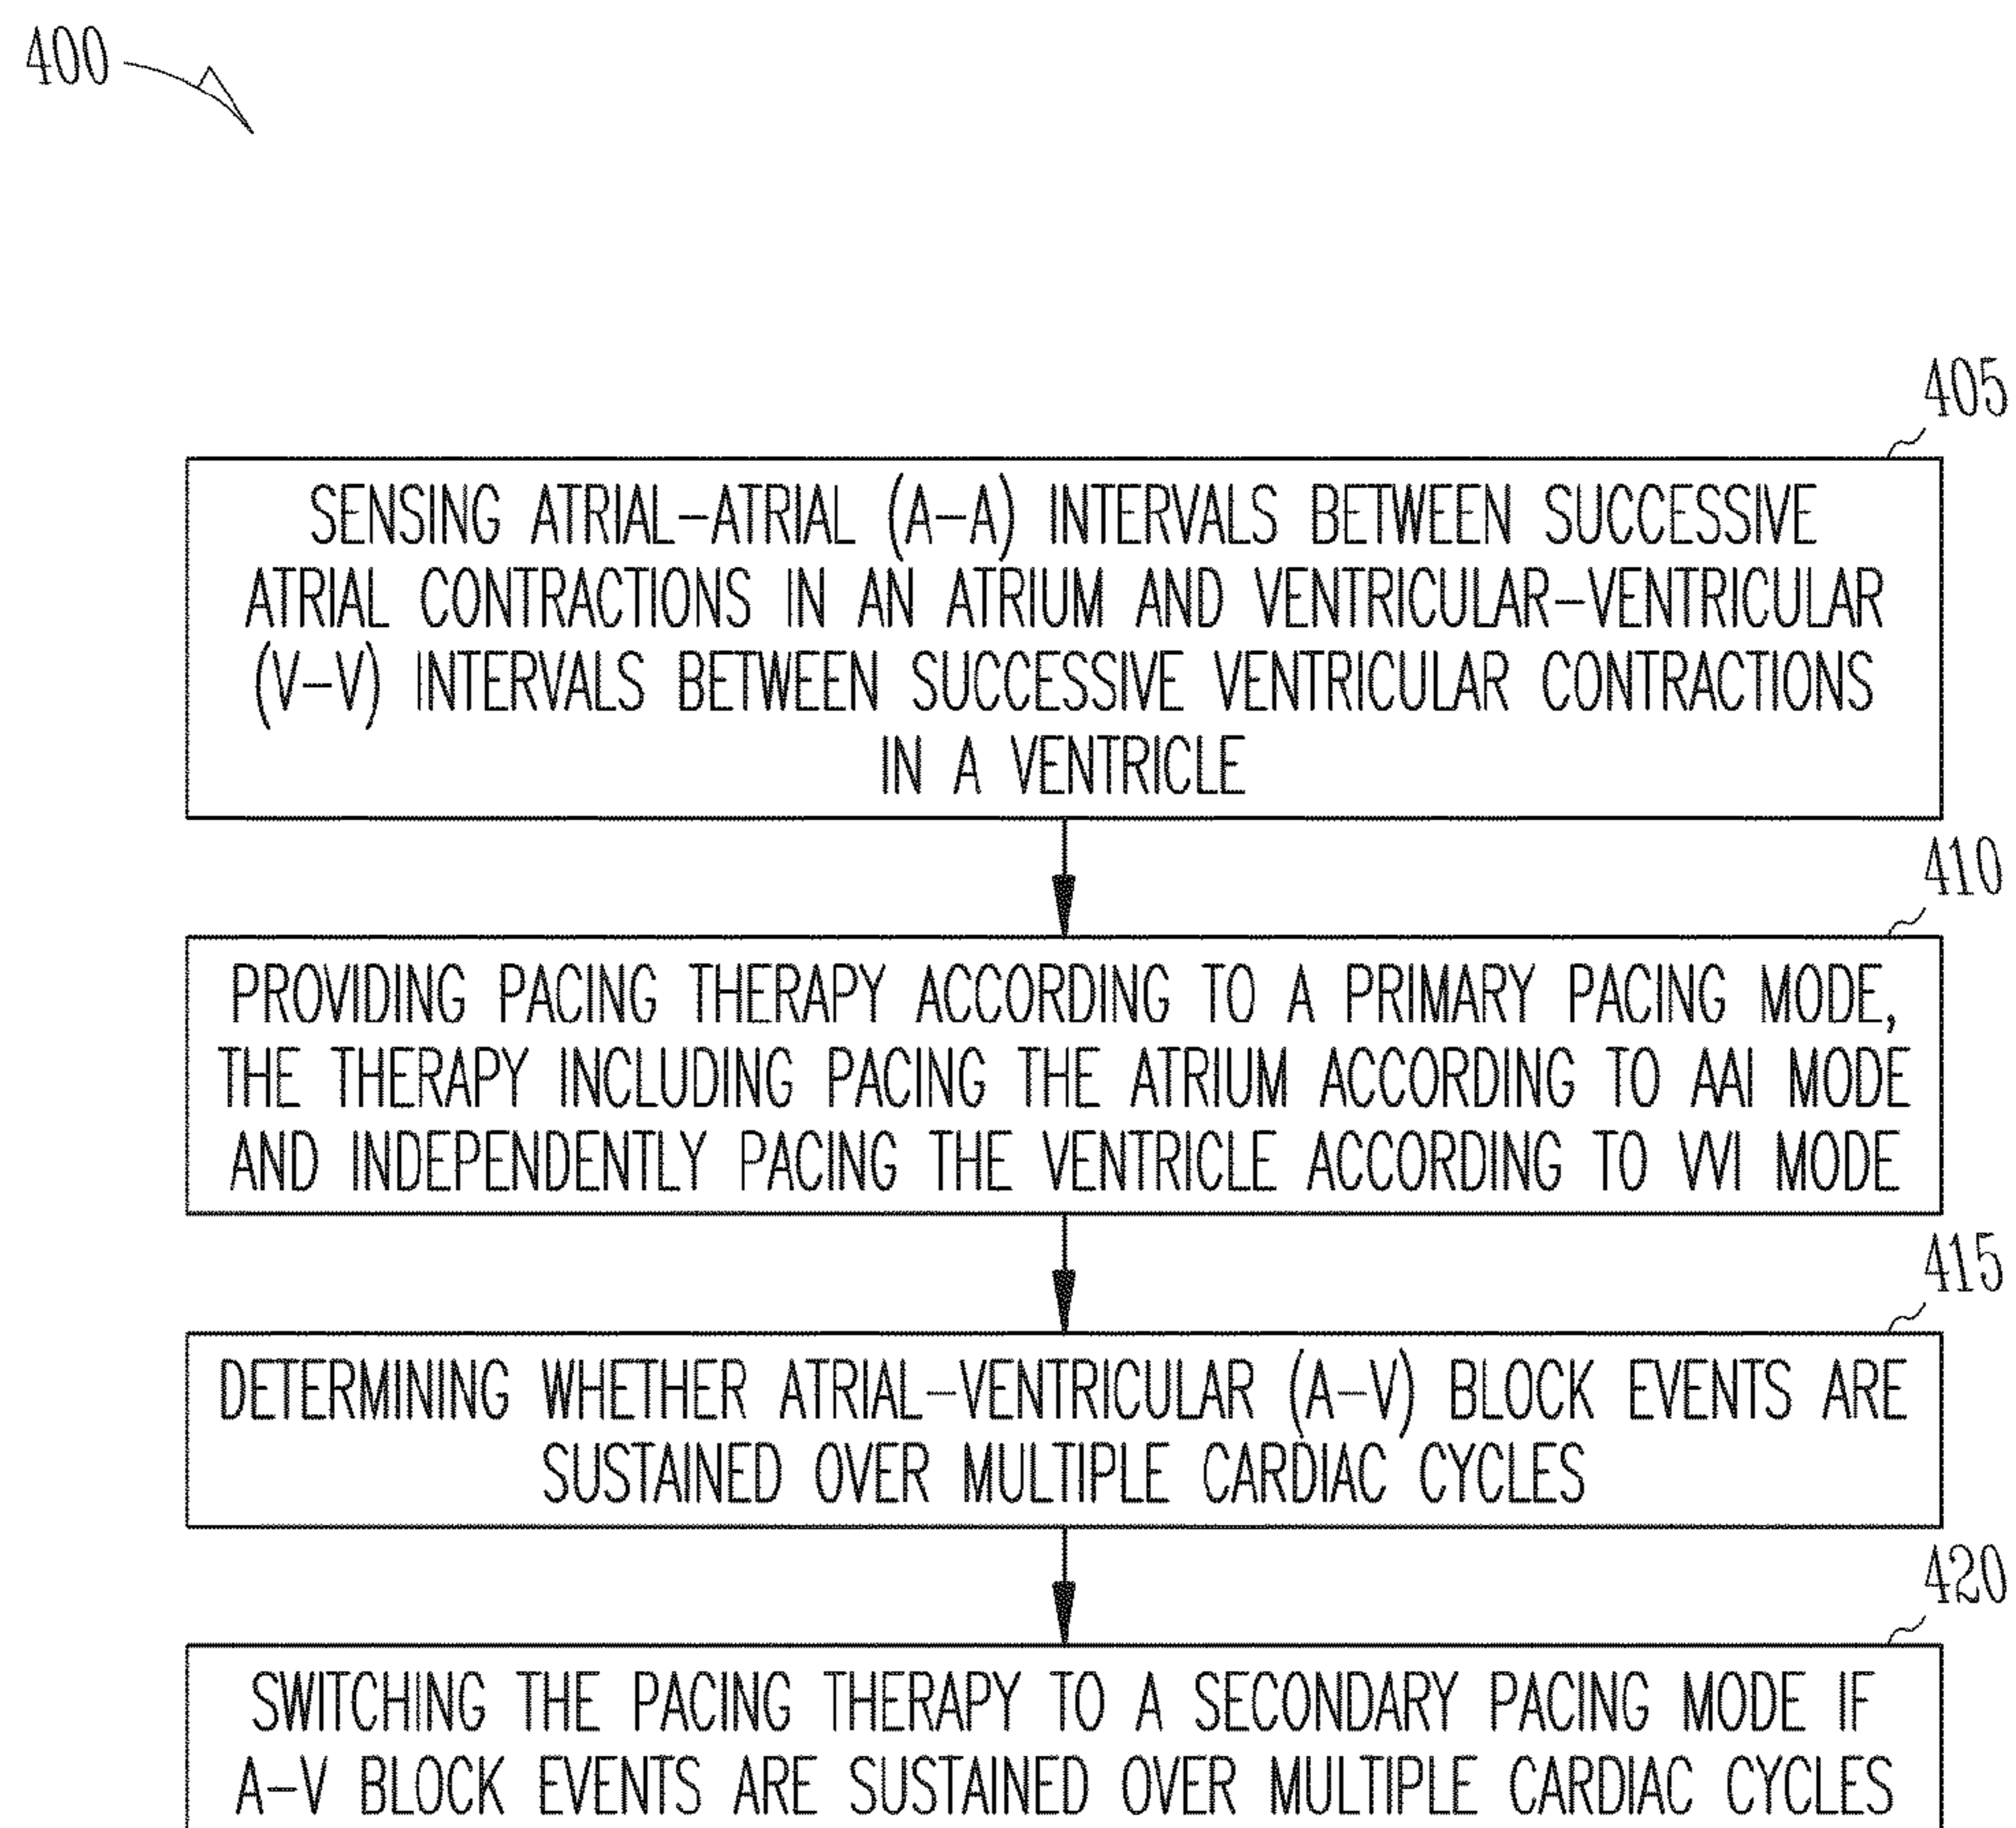 400
405
SENSING ATRIAL-ATRIAL (A-A) INTERVALS BETWEEN SUCCESSIVE
ATRIAL CONTRACTIONS IN AN ATRIUM AND VENTRICULAR-VENTRICULAR
(V-V) INTERVALS BETWEEN SUCCESSIVE VENTRICULAR CONTRACTIONS
IN A VENTRICLE
410
PROVIDING PACING THERAPY ACCORDING TO A PRIMARY PACING MODE,
THE THERAPY INCLUDING PACING THE ATRIUM ACCORDING TO AAI MODE
AND INDEPENDENTLY PACING THE VENTRICLE ACCORDING TO VVI MODE
415
DETERMINING WHETHER ATRIAL-VENTRICULAR (A-V) BLOCK EVENTS ARE
SUSTAINED OVER MULTIPLE CARDIAC CYCLES
420
SWITCHING THE PACING THERAPY TO A SECONDARY PACING MODE IF
A-V BLOCK EVENTS ARE SUSTAINED OVER MULTIPLE CARDIAC CYCLES